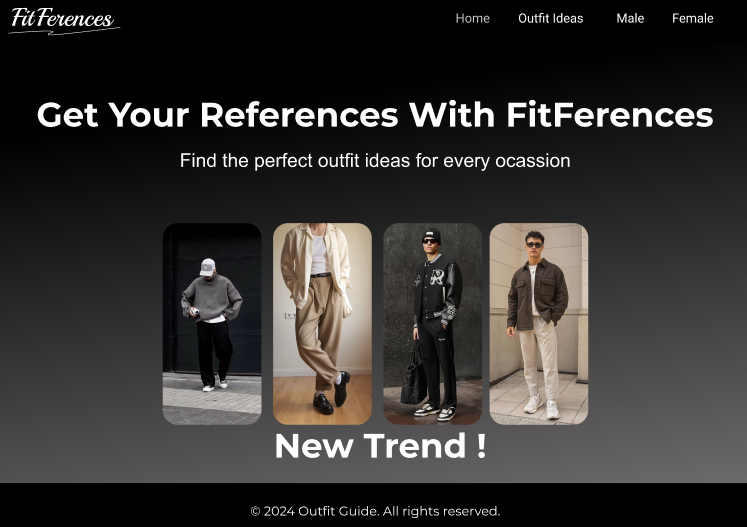 FitFerences
Home Outfit Ideas Male Female
Get Your References With FitFerences
Find the perfect outfit ideas for every ocassion
R
New Trend !
© 2024 Outfit Guide. All rights reserved.